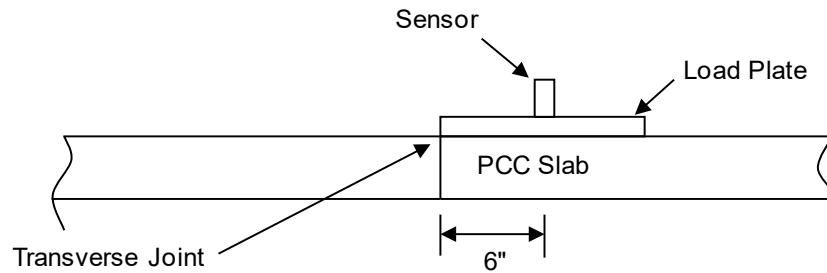 Sensor
Load Plate
PCC Slab
Transverse Joint
6"